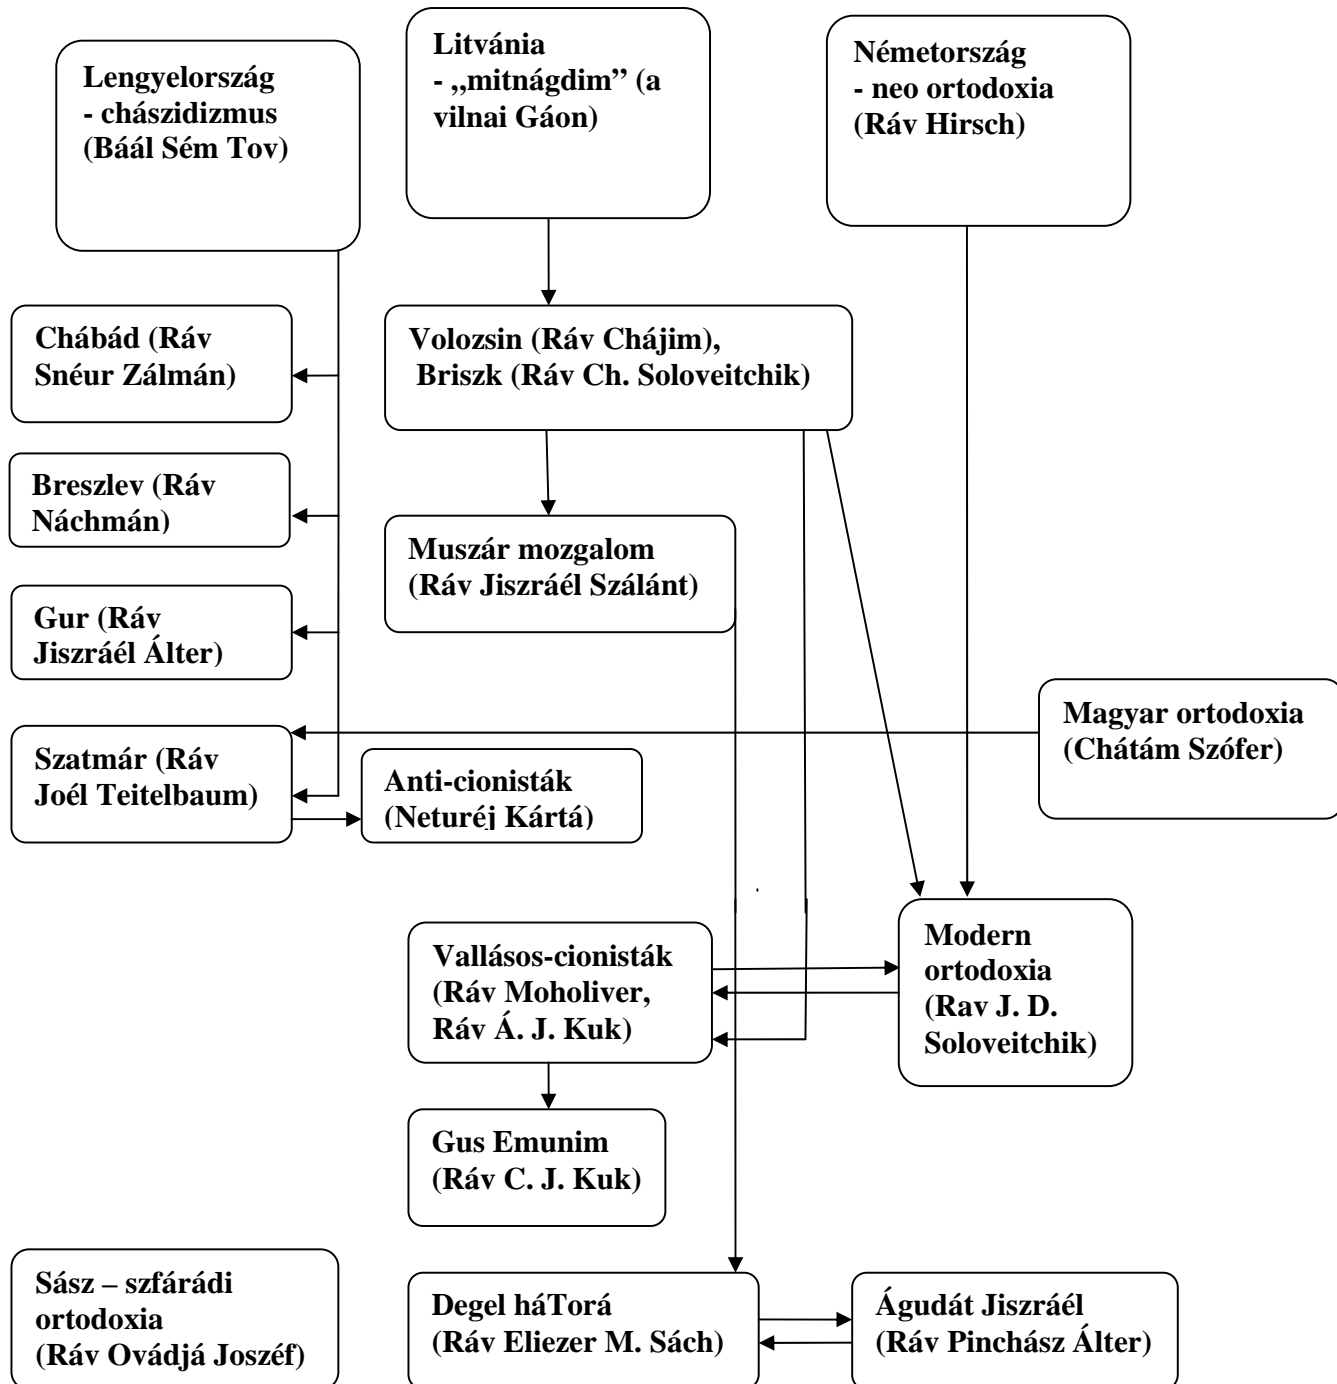 Lengyelország
- chászidizmus
(Báál Sém Tov)
Litvánia
- „mitnágdim” (a
vilnai Gáon)
Németország
- neo ortodoxia
(Ráv Hirsch)
Chábád (Ráv
Snéur Zálmán)
Volozsin (Ráv Chájim),
Briszk (Ráv Ch. Soloveitchik)
Breszlev (Ráv
Náchmán)
Muszár mozgalom
(Ráv Jiszráél Szálánt)
Gur (Ráv
Jiszráél Álter)
Magyar ortodoxia
(Chátám Szófer)
Szatmár (Ráv
Joél Teitelbaum)
Anti-cionisták
(Neturéj Kártá)
Vallásos-cionisták
(Ráv Moholiver,
Ráv Á. J. Kuk)
Modern
ortodoxia
(Rav J. D.
Soloveitchik)
Gus Emunim
(Ráv C. J. Kuk)
Sász – szfárádi
ortodoxia
(Ráv Ovádjá Joszéf)
Degel háTorá
(Ráv Eliezer M. Sách)
Águdát Jiszráél
(Ráv Pinchász Álter)